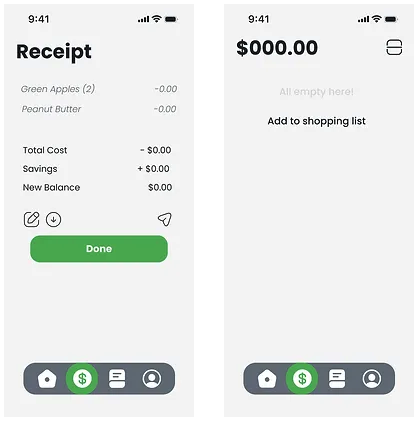 9:41
Receipt
Green Apples (2) -0.00
Peanut Butter -0.00
Total Cost - $0.00
Savings + $0.00
New Balance $0.00
Done
$
9:41
$000.00
All empty here!
Add to shopping list
$